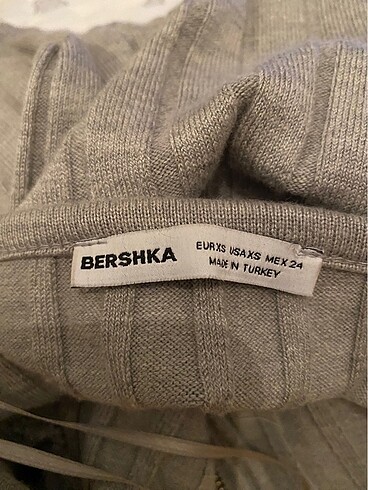 BERSHKA
EUR XS USA XS MEX 24
MADE IN TURKEY